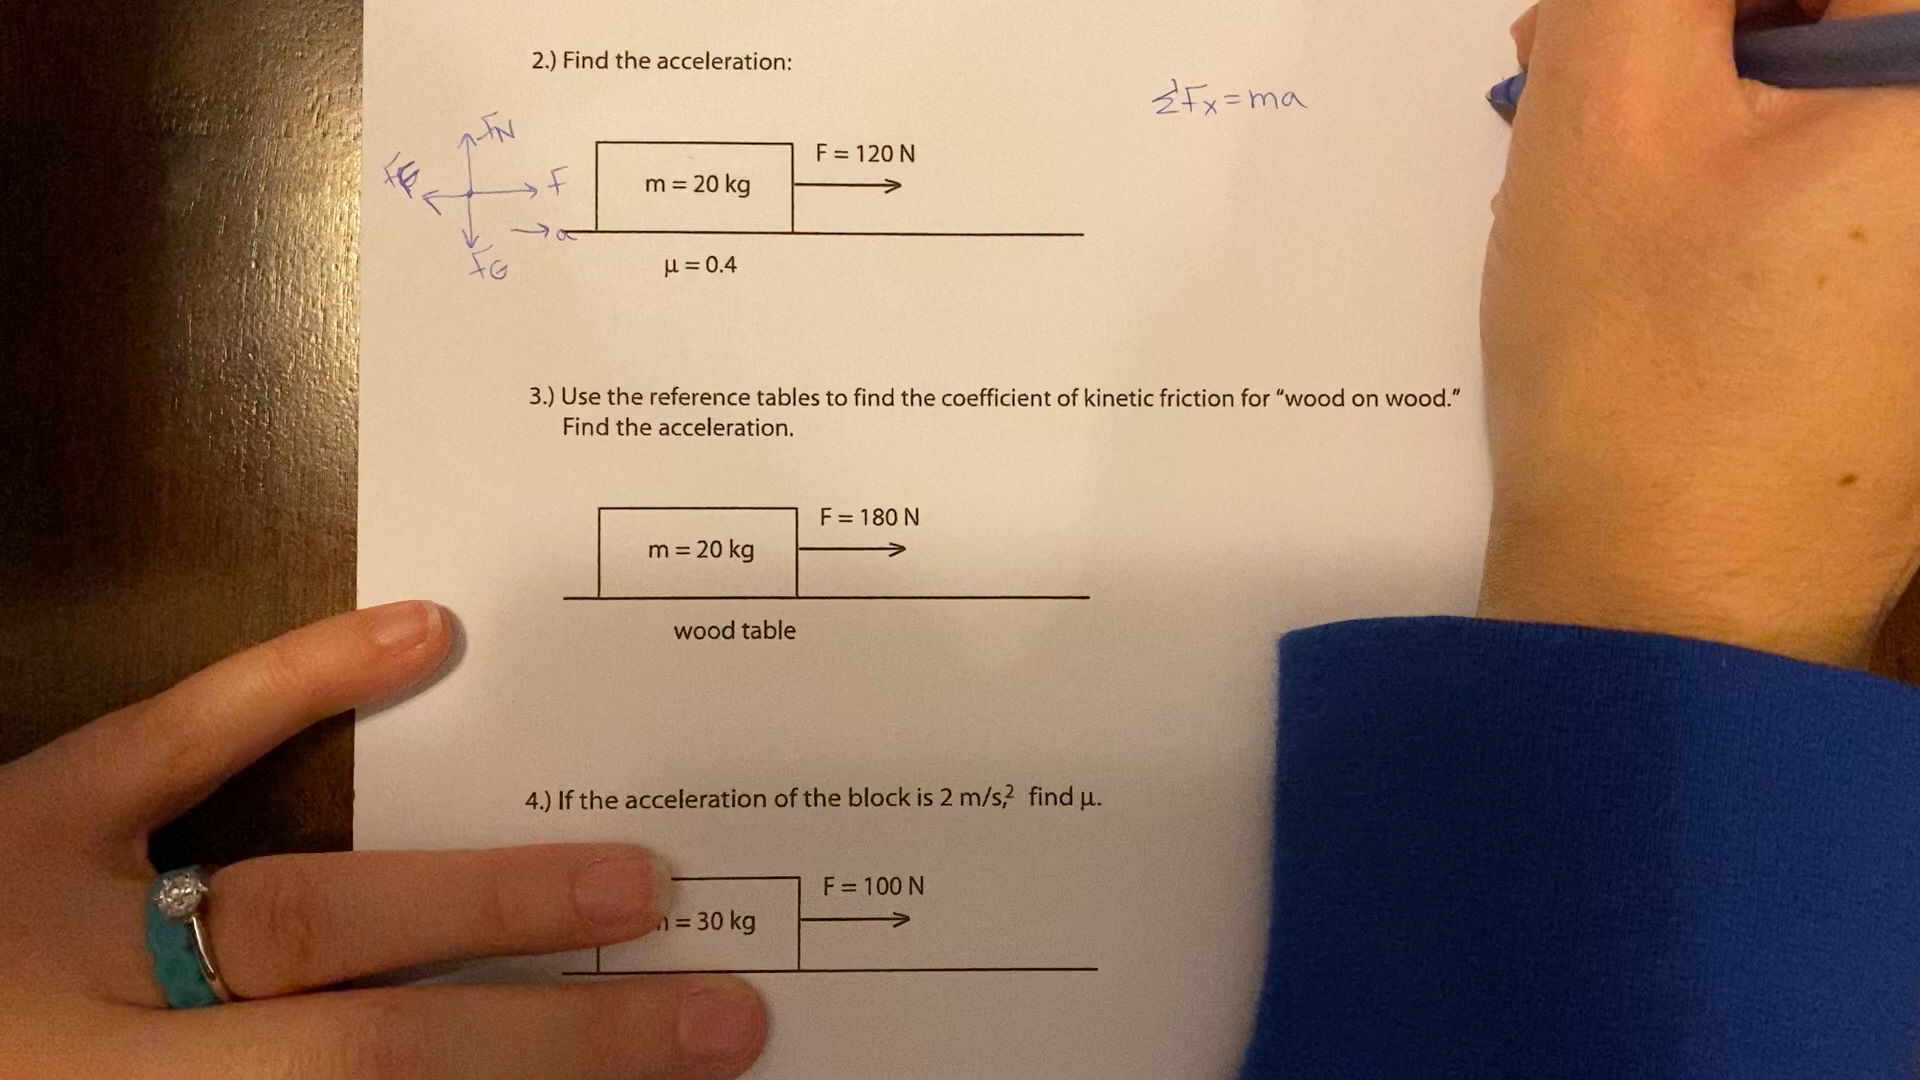 2.) Find the acceleration:
ΣFx = ma
FN
F
a
FG
F = 120 N
m = 20 kg
μ = 0.4
3.) Use the reference tables to find the coefficient of kinetic friction for “wood on wood.”
Find the acceleration.
F = 180 N
m = 20 kg
wood table
4.) If the acceleration of the block is 2 m/s,² find μ.
F = 100 N
= 30 kg